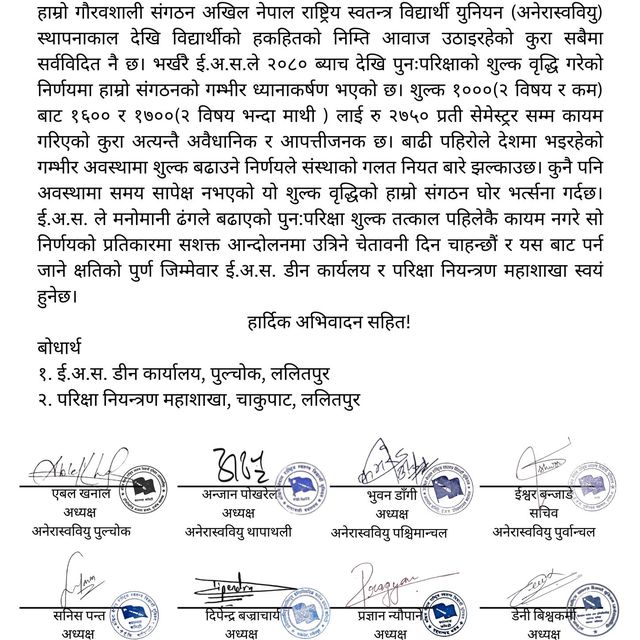 हाम्रो गौरवशाली संगठन अखिल नेपाल राष्ट्रिय स्वतन्त्र विद्यार्थी युनियन (अनेरास्ववियु)
स्थापनाकाल देखि विद्यार्थीको हकहितको निम्ति आवाज उठाइरहेको कुरा सबैमा
सर्वविदित नै छ। भर्खरै ई.अ.स.ले २०८० ब्याच देखि पुनःपरिक्षाको शुल्क वृद्धि गरेको
निर्णयमा हाम्रो संगठनको गम्भीर ध्यानाकर्षण भएको छ। शुल्क १०००(२ विषय र कम)
बाट १६०० र १७००(२ विषय भन्दा माथी ) लाई रु २७५० प्रती सेमेस्ट्रर सम्म कायम
गरिएको कुरा अत्यन्तै अवैधानिक र आपत्तीजनक छ। बाढी पहिरोले देशमा भइरहेको
गम्भीर अवस्थामा शुल्क बढाउने निर्णयले संस्थाको गलत नियत बारे झल्काउछ। कुनै पनि
अवस्थामा समय सापेक्ष नभएको यो शुल्क वृद्धिको हाम्रो संगठन घोर भर्त्सना गर्दछ।
ई.अ.स. ले मनोमानी ढंगले बढाएको पुन:परिक्षा शुल्क तत्काल पहिलेकै कायम नगरे सो
निर्णयको प्रतिकारमा सशक्त आन्दोलनमा उत्रिने चेतावनी दिन चाहन्छौं र यस बाट पर्न
जाने क्षतिको पुर्ण जिम्मेवार ई.अ.स. डीन कार्यलय र परिक्षा नियन्त्रण महाशाखा स्वयं
हुनेछ।
हार्दिक अभिवादन सहित!
बोधार्थ
१. ई.अ.स. डीन कार्यालय, पुल्चोक, ललितपुर
२. परिक्षा नियन्त्रण महाशाखा, चाकुपाट, ललितपुर
एबल खनाल अन्जान पोखरेल भुवन डाँगी ईश्वर बन्जाडे
अध्यक्ष अध्यक्ष अध्यक्ष सचिव
अनेरास्ववियु पुल्चोक अनेरास्ववियु थापाथली अनेरास्ववियु पश्चिमान्चल अनेरास्ववियु पुर्वान्चल
Dipendra
सनिस पन्त दिपेन्द्र बज्राचार्य प्रज्ञान न्यौपाने डेनी बिश्वकर्मा
अध्यक्ष अध्यक्ष अध्यक्ष अध्यक्ष